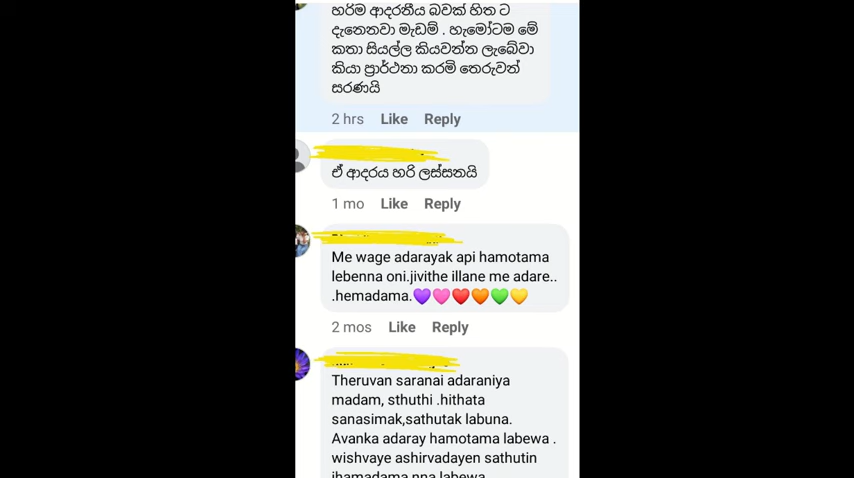 හරිම ආදරනීය බවක් හිත ට
දැනෙනවා මැඩම් . හැමෝටම මේ
කතා සියල්ල කියවන්න ලැබේවා
කියා ප්‍රාර්ථනා කරමි තෙරුවන්
සරණයි
2 hrs Like Reply
ඒ ආදරය හරි ලස්සනයි
1 mo Like Reply
Me wage adarayak api hamotama
lebenna oni.jivithe illane me adare..
.hemadama.💜💗❤️🧡💚💛
2 mos Like Reply
Theruvan saranai adaraniya
madam, sthuthi .hithata
sanasimak,sathutak labuna.
Avanka adaray hamotama labewa .
wishvaye ashirvadayen sathutin
ihamadama nna labewa